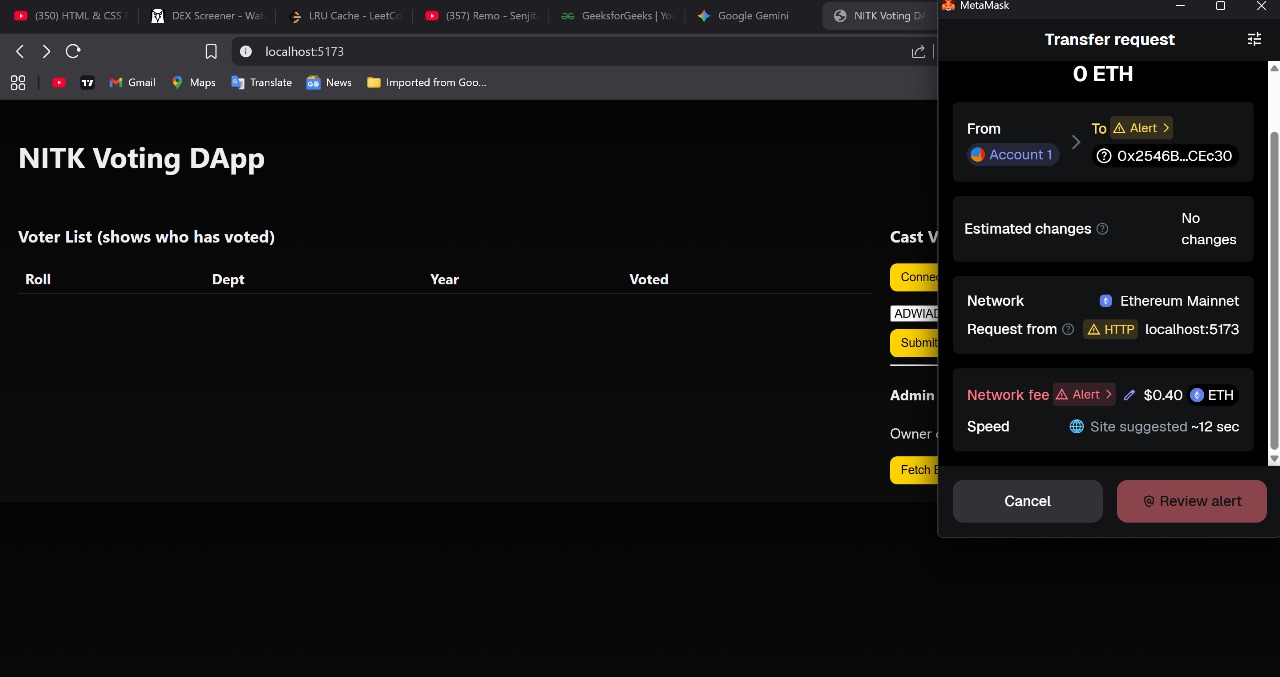 (350) HTML & CSS
DEX Screener - Wat
LRU Cache - LeetCo
(357) Remo - Senjit
GeeksforGeeks | Yo
Google Gemini
NITK Voting DA
MetaMask
localhost:5173
Gmail
Maps
Translate
News
Imported from Goo...
NITK Voting DApp
Voter List (shows who has voted)
Roll Dept Year Voted
Cast V
Connec
ADWIAD
Submit
Admin
Owner
Fetch E
Transfer request
0 ETH
From
Account 1
To Alert >
0x2546B...CEc30
Estimated changes
No
changes
Network Ethereum Mainnet
Request from HTTP localhost:5173
Network fee Alert > $0.40 ETH
Speed Site suggested ~12 sec
Cancel Review alert